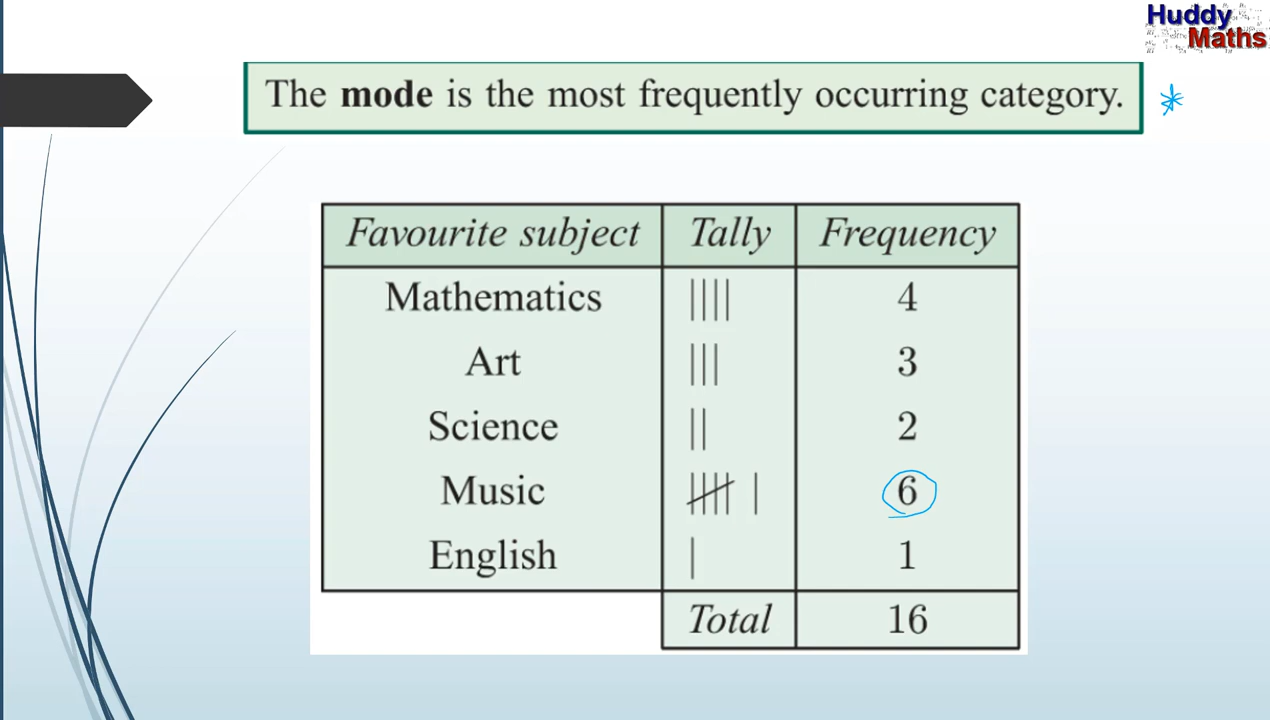 Huddy
Maths
The mode is the most frequently occurring category. *
Favourite subject Tally Frequency
Mathematics |||| 4
Art ||| 3
Science || 2
Music 6
English | 1
Total 16